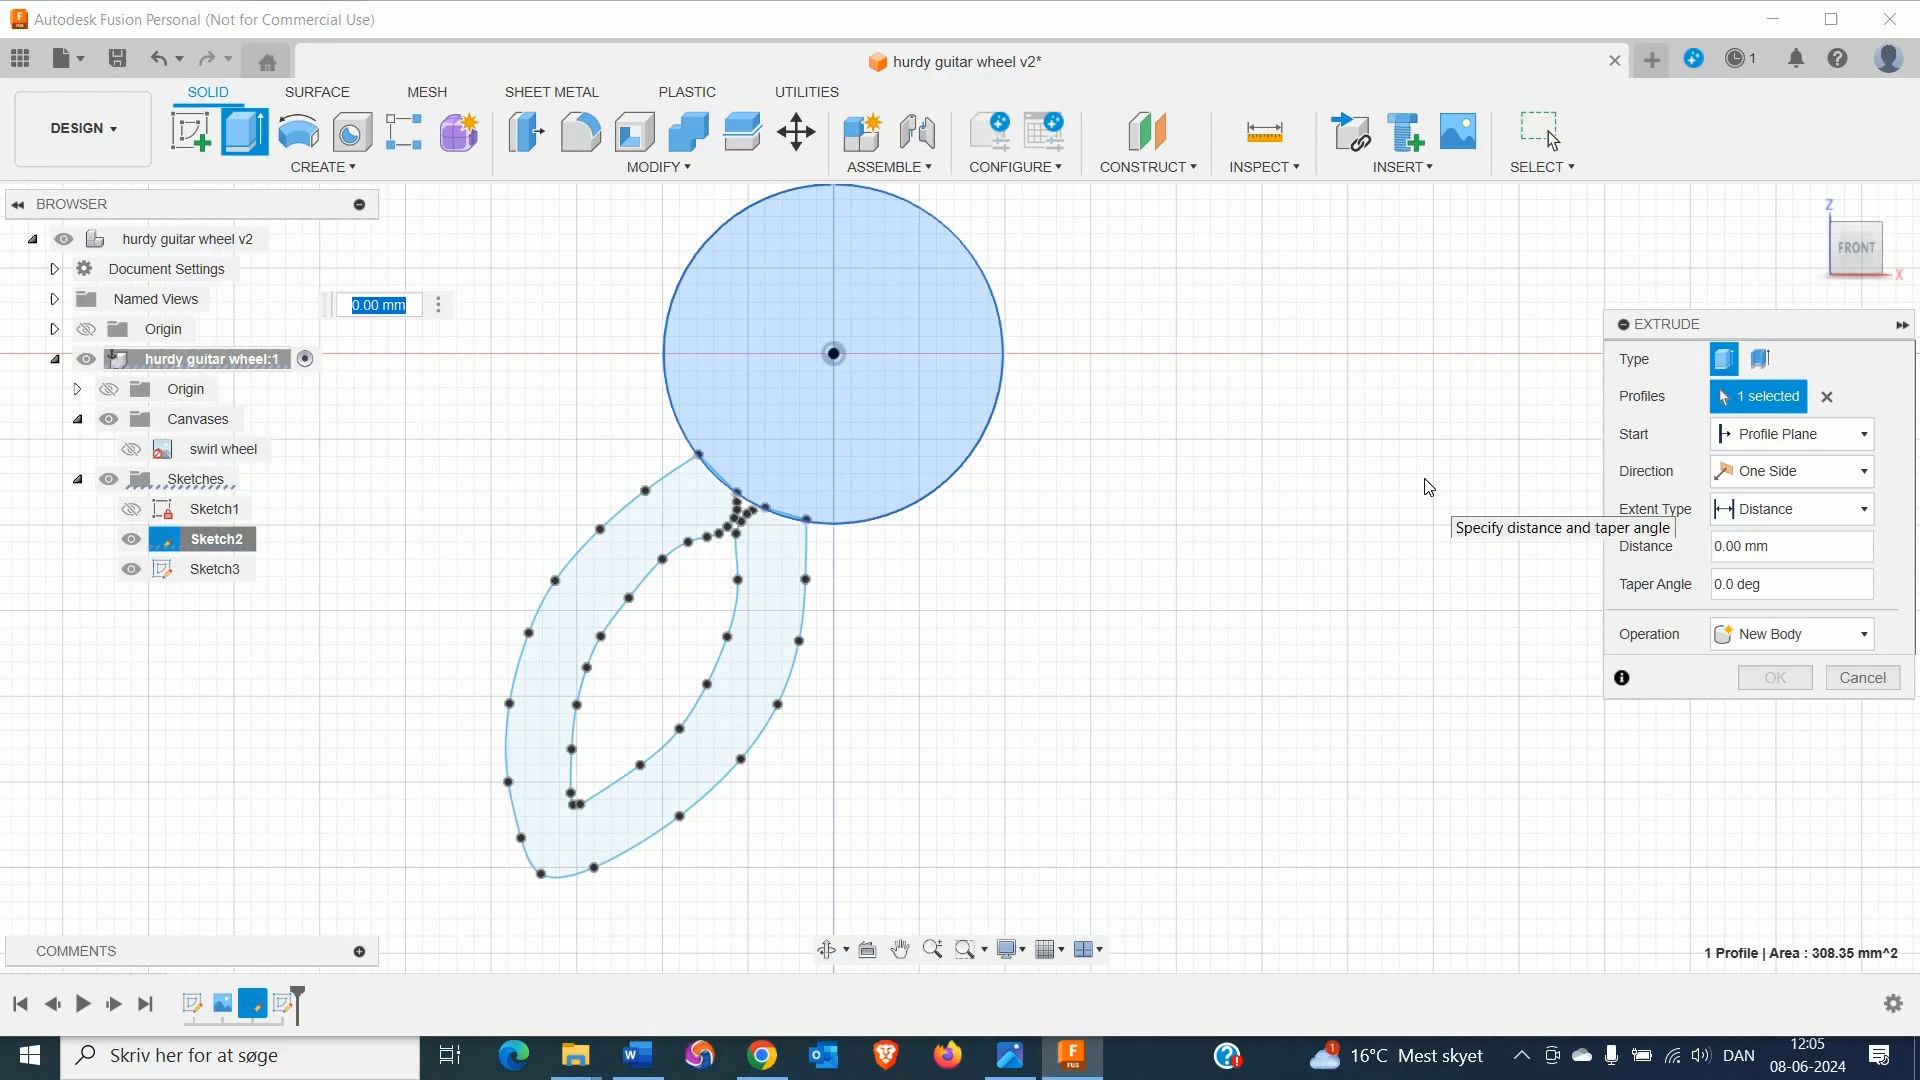 Autodesk Fusion Personal (Not for Commercial Use)
hurdy guitar wheel v2*
1
DESIGN
SOLID
SURFACE
MESH
SHEET METAL
PLASTIC
UTILITIES
CREATE
MODIFY
ASSEMBLE
CONFIGURE
CONSTRUCT
INSPECT
INSERT
SELECT
BROWSER
hurdy guitar wheel v2
Document Settings
Named Views
Origin
hurdy guitar wheel:1
Origin
Canvases
swirl wheel
Sketches
Sketch1
Sketch2
Sketch3
0.00 mm
Z
FRONT
X
EXTRUDE
Type
Profiles
1 selected
Start
Profile Plane
Direction
One Side
Extent Type
Distance
Specify distance and taper angle
Distance
0.00 mm
Taper Angle
0.0 deg
Operation
New Body
OK
Cancel
COMMENTS
1 Profile | Area : 308.35 mm^2
Skriv her for at søge
1
16°C Mest skyet
DAN
12:05
08-06-2024